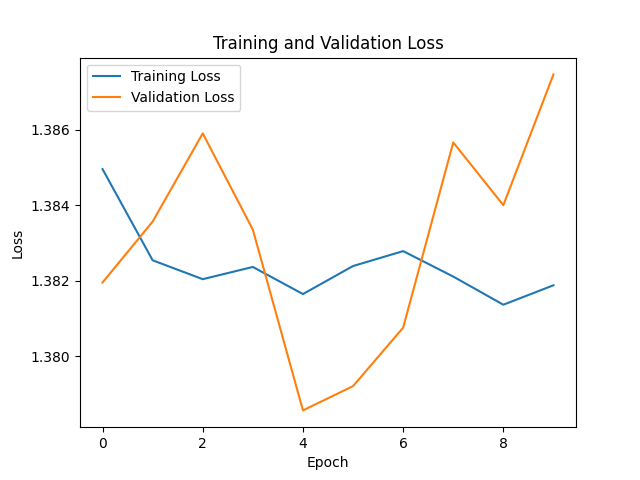 Training and Validation Loss
Training Loss
Validation Loss
1.386
1.384
1.382
1.380
Loss
0 2 4 6 8
Epoch